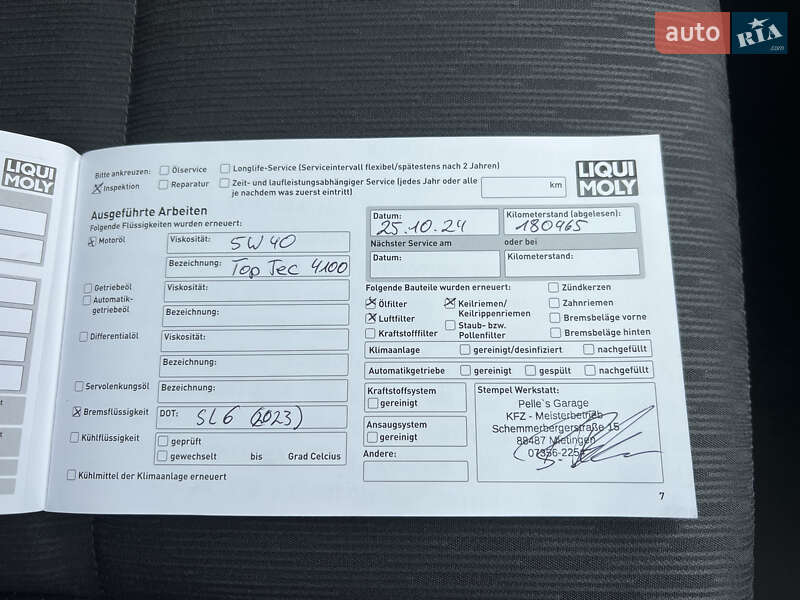 auto RIA .com
LIQUI MOLY
Bitte ankreuzen: Ölservice Longlife-Service (Serviceintervall flexibel/spätestens nach 2 Jahren)
Inspektion Reparatur Zeit- und laufleistungsabhängiger Service (jedes Jahr oder alle km
je nachdem was zuerst eintritt)
LIQUI MOLY
Ausgeführte Arbeiten
Folgende Flüssigkeiten wurden erneuert:
Motoröl Viskosität: 5W40
Bezeichnung: Top Tec 4100
Getriebeöl Viskosität:
Automatik-
getriebeöl
Bezeichnung:
Differentialöl Viskosität:
Bezeichnung:
Servolenkungsöl Bezeichnung:
Bremsflüssigkeit DOT: SL6 (2023)
Kühlflüssigkeit geprüft
gewechselt bis Grad Celcius
Kühlmittel der Klimaanlage erneuert
Datum: 25.10.24 Kilometerstand (abgelesen): 180965
Nächster Service am oder bei
Datum: Kilometerstand:
Folgende Bauteile wurden erneuert: Zündkerzen
Ölfilter Keilriemen/ Zahnriemen
Keilrippenriemen
Luftfilter Bremsbeläge vorne
Kraftstofffilter Staub- bzw. Bremsbeläge hinten
Pollenfilter
Klimaanlage gereinigt/desinfiziert nachgefüllt
Automatikgetriebe gereinigt gespült nachgefüllt
Kraftstoffsystem
gereinigt
Ansaugsystem
gereinigt
Andere:
Stempel Werkstatt:
Pelle`s Garage
KFZ - Meisterbetrieb
Schemmerbergerstraße 15
88487 Mietingen
07356-2254
7